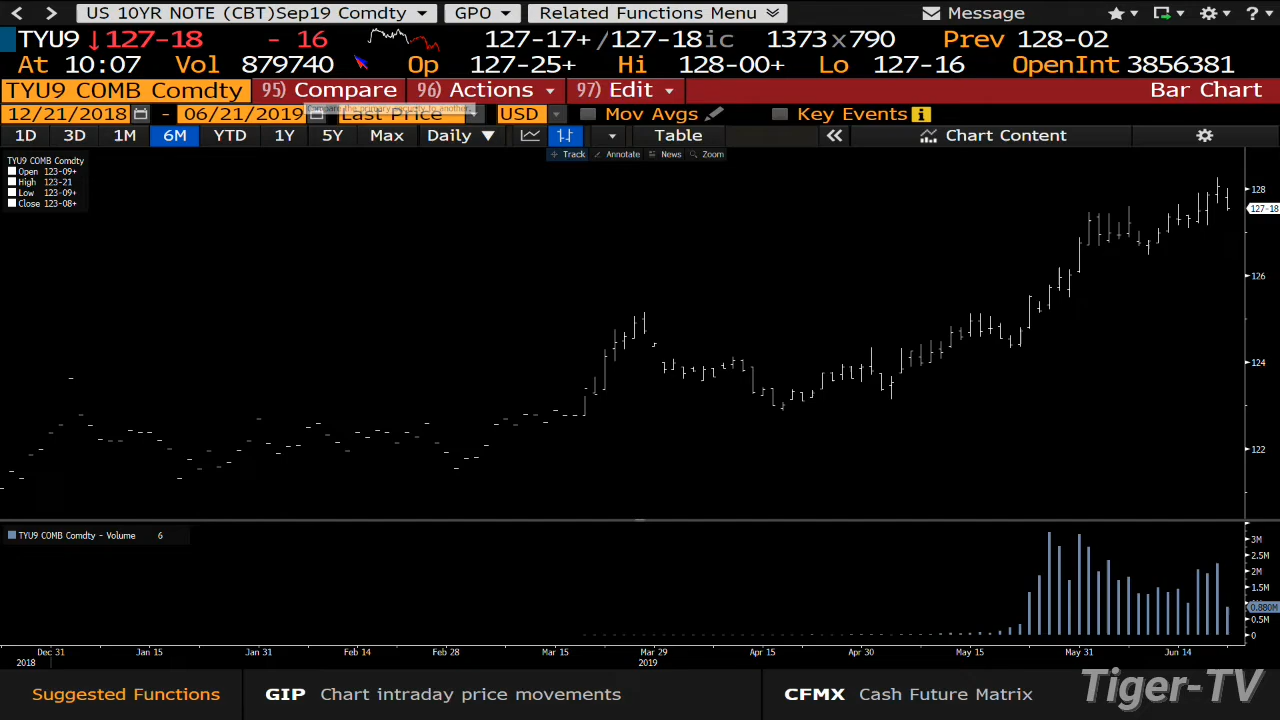 US 10YR NOTE (CBT)Sep19 Comdty GPO Related Functions Menu Message ?
TYU9 ↓127-18 - 16 127-17+/127-18ic 1373x790 Prev 128-02
At 10:07 Vol 879740 Op 127-25+ Hi 128-00+ Lo 127-16 OpenInt 3856381
TYU9 COMB Comdty 95) Compare 96) Actions 97) Edit Bar Chart
12/21/2018 - 06/21/2019 Last Price USD Mov Avgs Key Events
Compare the primary security to another.
1D 3D 1M 6M YTD 1Y 5Y Max Daily ▼ Table « Chart Content
Track Annotate News Zoom
TYU9 COMB Comdty
Open 123-09+
High 123-21
Low 123-09+
Close 123-08+
128
127-18
126
124
122
TYU9 COMB Comdty - Volume 6
3M
2.5M
2M
1.5M
0.880M
0.5M
0
Dec 31 Jan 15 Jan 31 Feb 14 Feb 28 Mar 15 Mar 29 Apr 15 Apr 30 May 15 May 31 Jun 14
2018 2019
Suggested Functions GIP Chart intraday price movements CFMX Cash Future Matrix
Tiger-TV